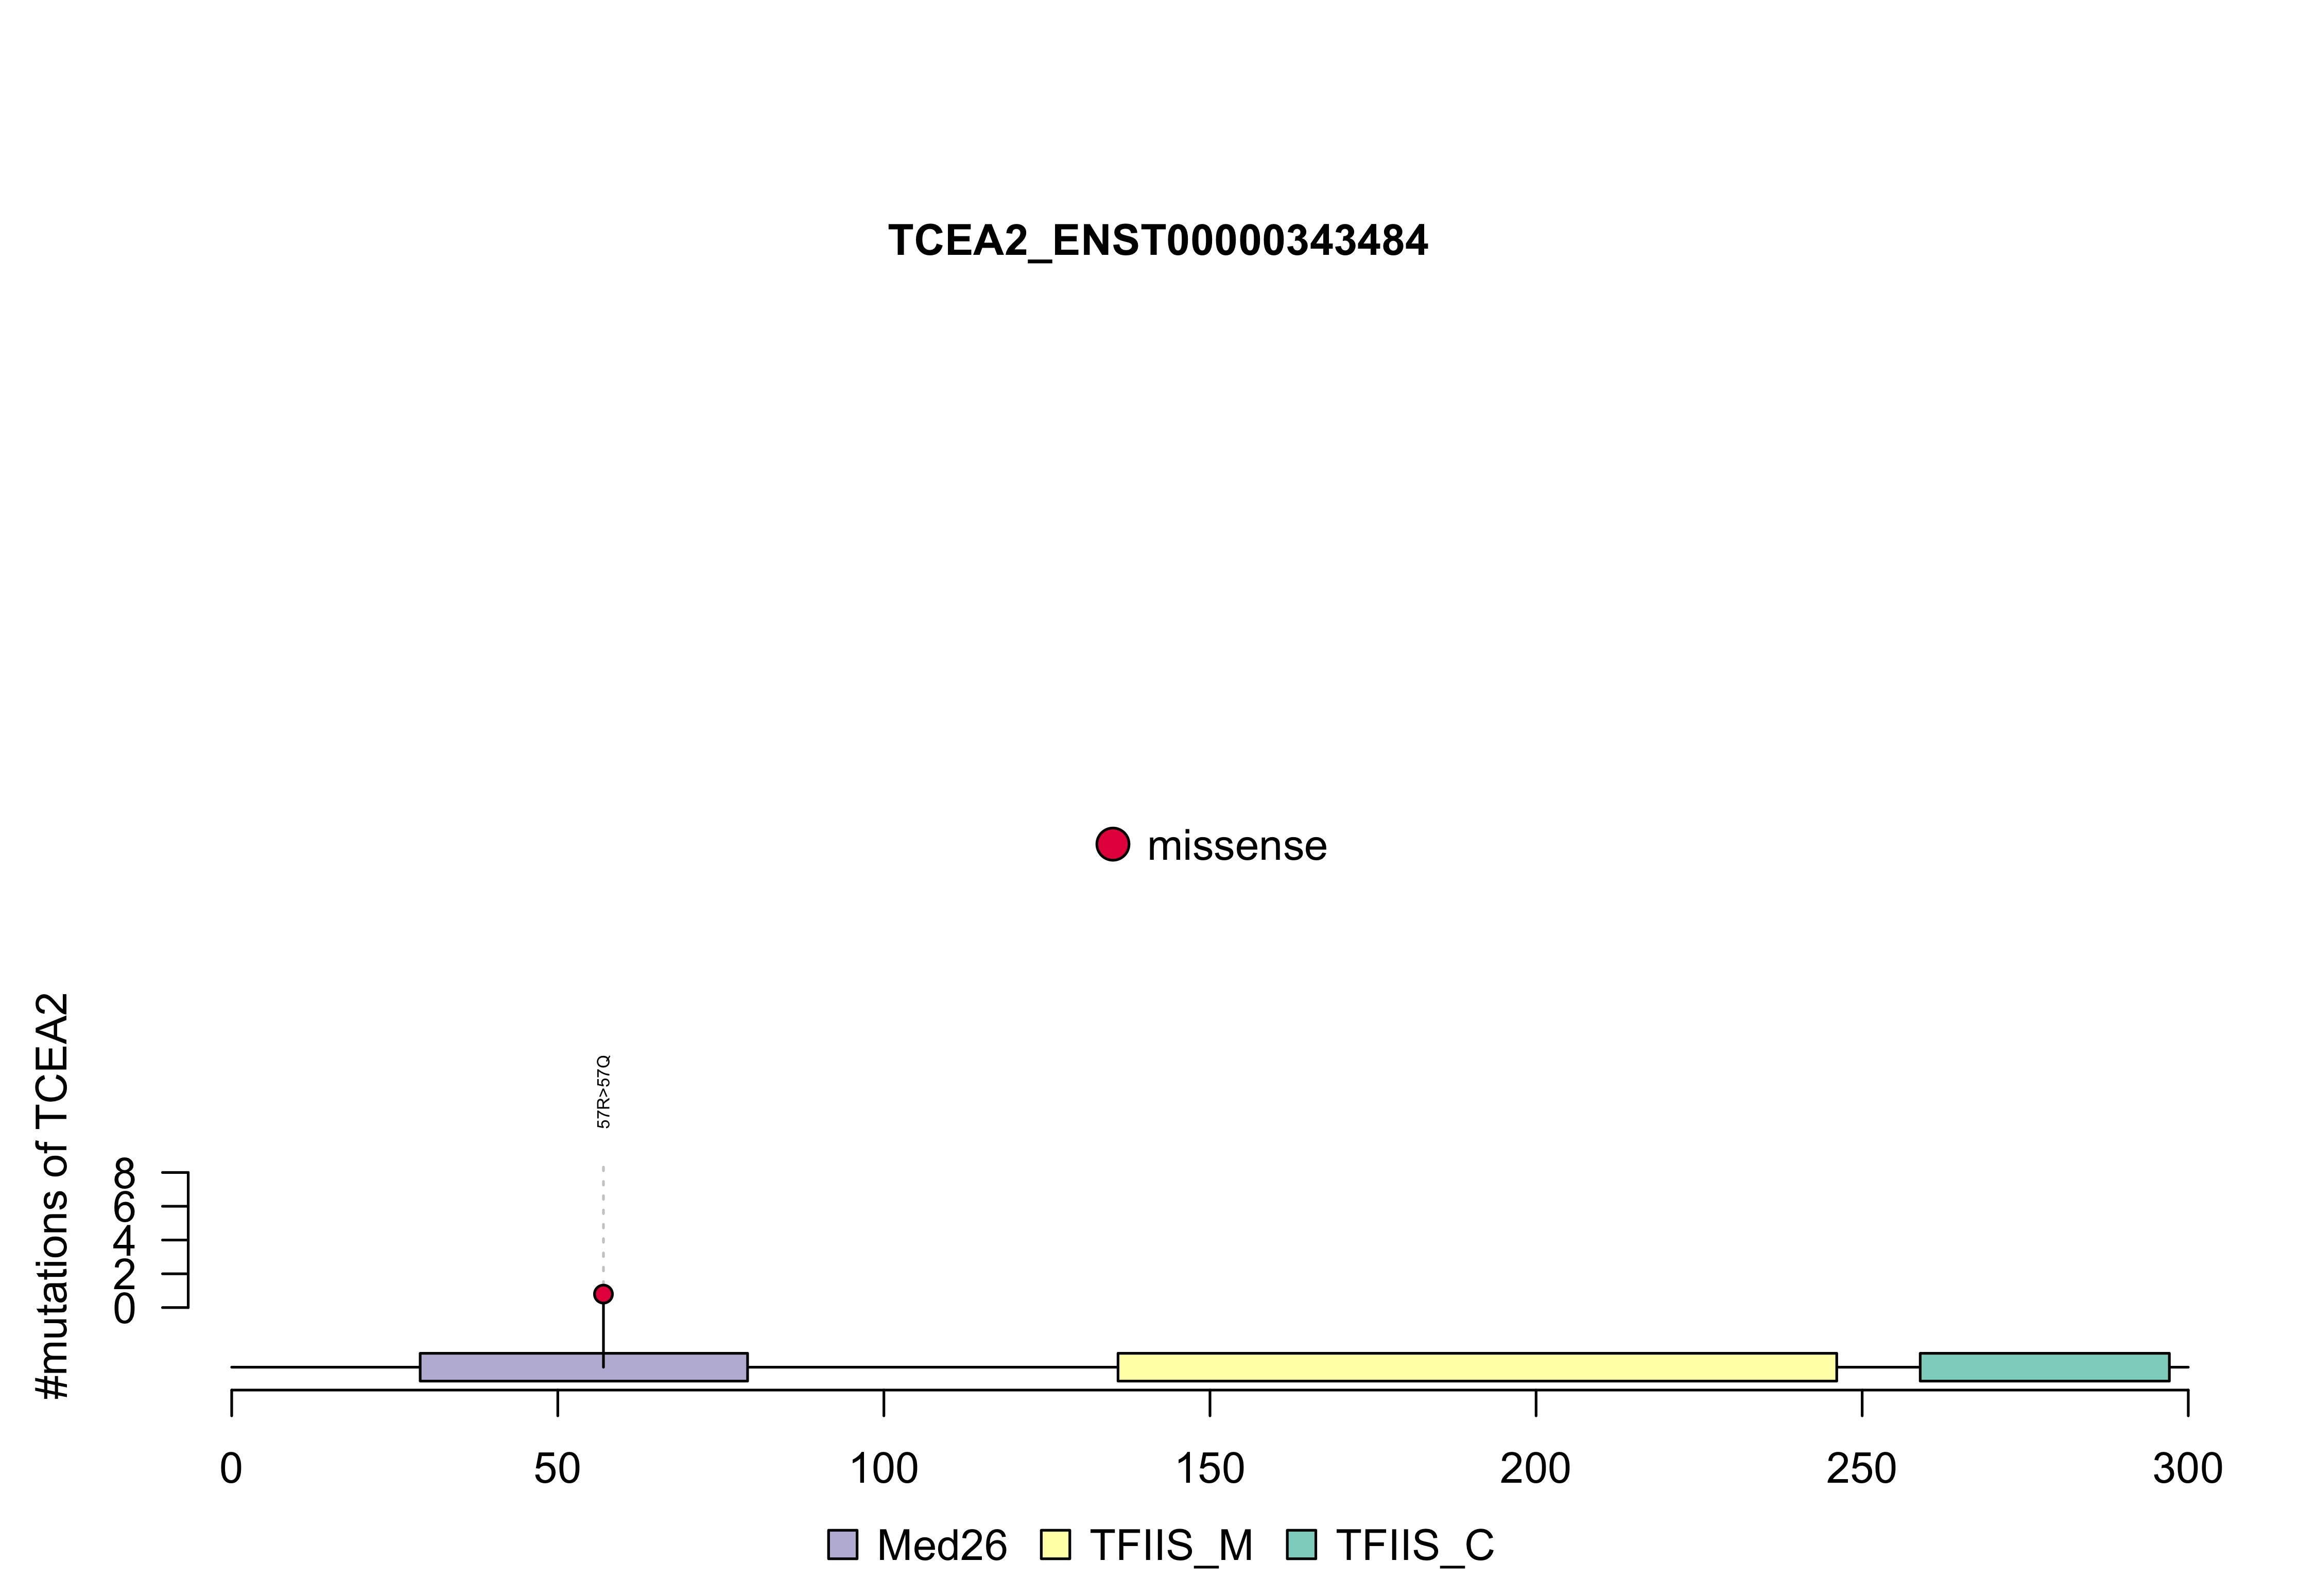 TCEA2_ENST00000343484
missense
#mutations of TCEA2
57R>57Q
8
6
4
2
0
0 50 100 150 200 250 300
Med26 TFIIS_M TFIIS_C